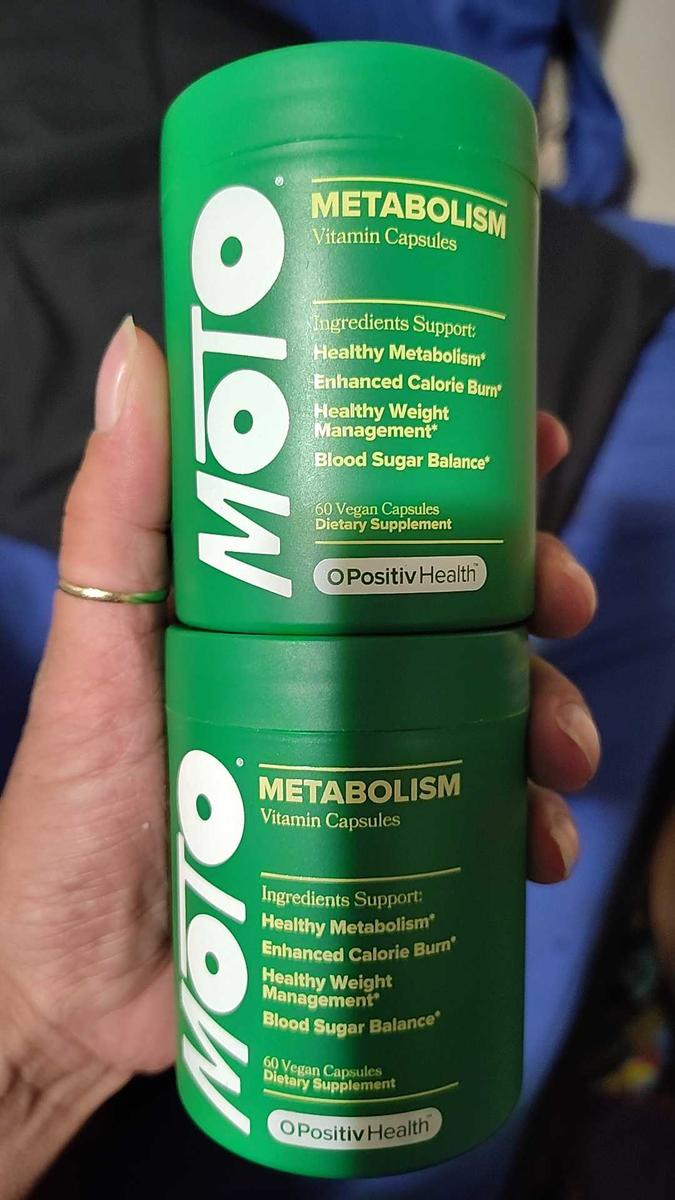 MOTO®
METABOLISM
Vitamin Capsules
Ingredients Support:
Healthy Metabolism*
Enhanced Calorie Burn*
Healthy Weight
Management*
Blood Sugar Balance*
60 Vegan Capsules
Dietary Supplement
OPositivHealth™
MOTO®
METABOLISM
Vitamin Capsules
Ingredients Support:
Healthy Metabolism*
Enhanced Calorie Burn*
Healthy Weight
Management*
Blood Sugar Balance*
60 Vegan Capsules
Dietary Supplement
OPositivHealth™